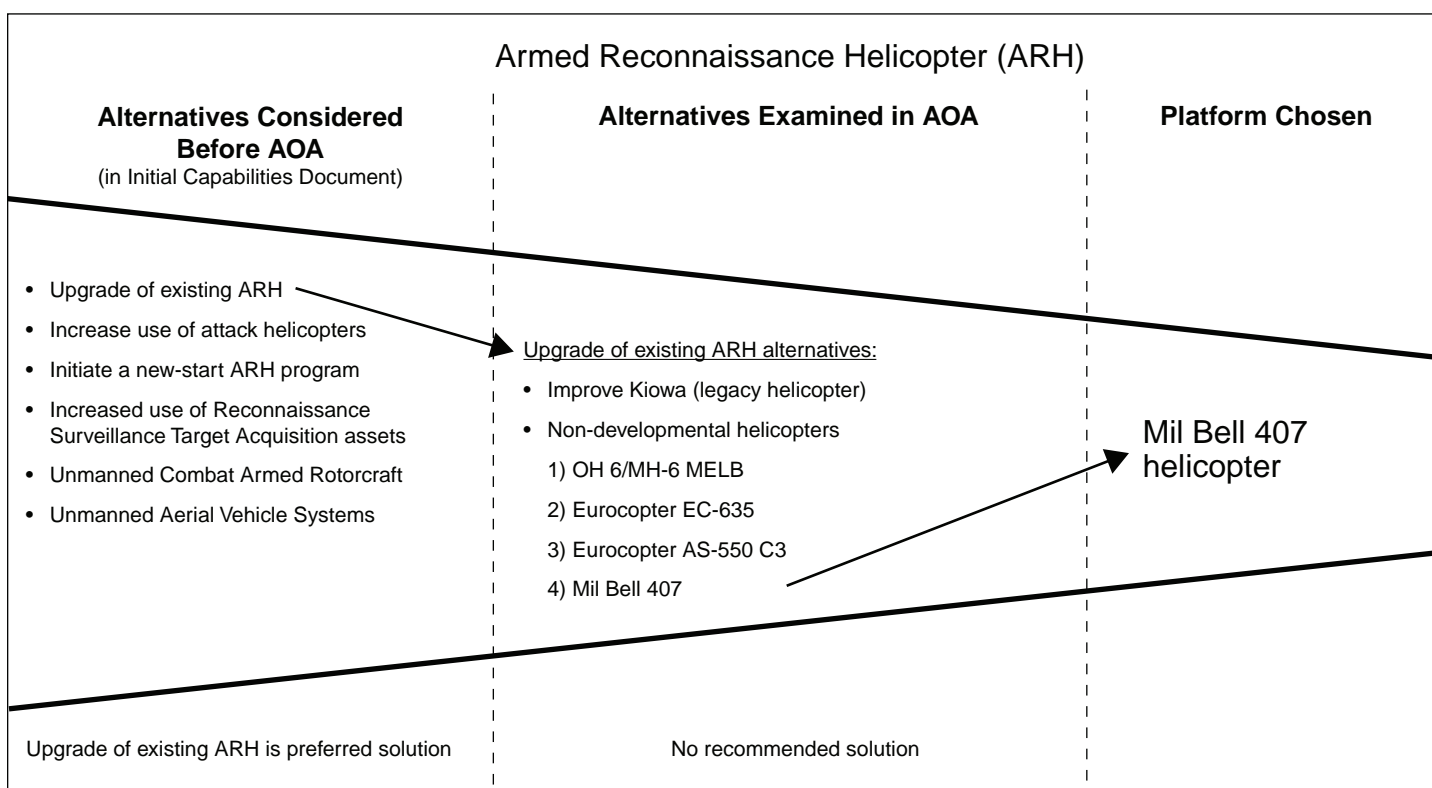 Armed Reconnaissance Helicopter (ARH)
Alternatives Considered
Before AOA
(in Initial Capabilities Document)
• Upgrade of existing ARH
• Increase use of attack helicopters
• Initiate a new-start ARH program
• Increased use of Reconnaissance
Surveillance Target Acquisition assets
• Unmanned Combat Armed Rotorcraft
• Unmanned Aerial Vehicle Systems
Upgrade of existing ARH is preferred solution
Alternatives Examined in AOA
Upgrade of existing ARH alternatives:
• Improve Kiowa (legacy helicopter)
• Non-developmental helicopters
1) OH 6/MH-6 MELB
2) Eurocopter EC-635
3) Eurocopter AS-550 C3
4) Mil Bell 407
No recommended solution
Platform Chosen
Mil Bell 407
helicopter